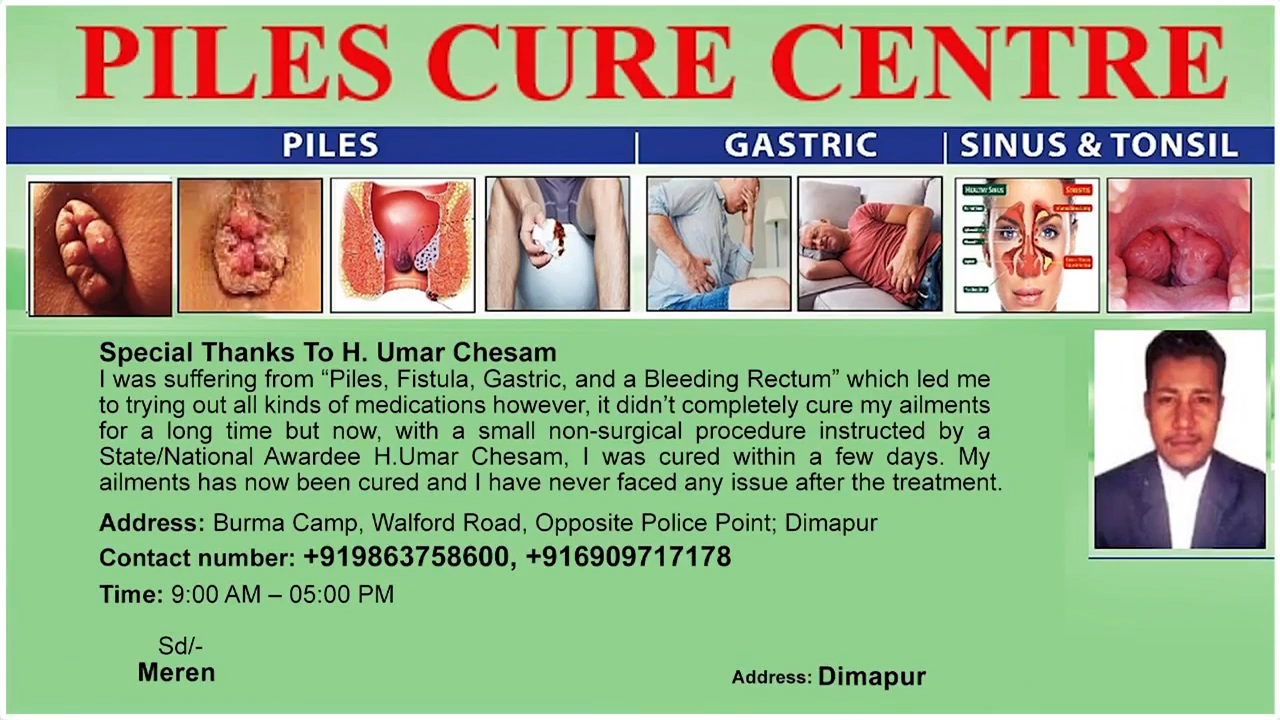 PILES CURE CENTRE
PILES | GASTRIC | SINUS & TONSIL
HEALTHY SINUS
SINUSITIS
Special Thanks To H. Umar Chesam
I was suffering from “Piles, Fistula, Gastric, and a Bleeding Rectum” which led me
to trying out all kinds of medications however, it didn’t completely cure my ailments
for a long time but now, with a small non-surgical procedure instructed by a
State/National Awardee H.Umar Chesam, I was cured within a few days. My
ailments has now been cured and I have never faced any issue after the treatment.
Address: Burma Camp, Walford Road, Opposite Police Point; Dimapur
Contact number: +919863758600, +916909717178
Time: 9:00 AM – 05:00 PM
Sd/-
Meren
Address: Dimapur